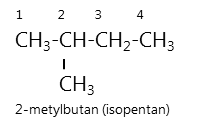 1 2 3 4
CH₃-CH-CH₂-CH₃
CH₃
2-metylbutan (isopentan)